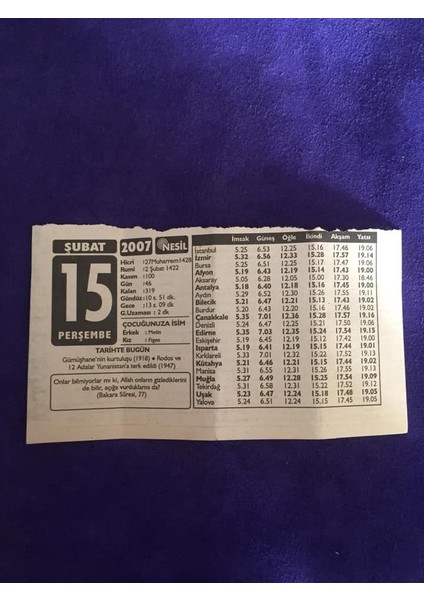 ŞUBAT
15
PERŞEMBE
2007 NESİL
Hicri :27Muharrem1428
Rumi :2 Şubat 1422
Kasım :100
Gün :46
Kalan :319
Gündüz :10 s. 51 dk.
Gece :13 s. 09 dk.
G.Uzaması : 2 dk
ÇOCUĞUNUZA İSİM
Erkek : Metin
Kız : Figen
TARİHTE BUGÜN
Gümüşhane'nin kurtuluşu (1918) • Rodos ve
12 Adalar Yunanistan'a terk edildi (1947)
Onlar bilmiyorlar mı ki, Allah onların gizlediklerini
de bilir, açığa vurduklarını da?
(Bakara Sûresi, 77)
İmsak Güneş Öğle İkindi Akşam Yatsı
İstanbul 5.25 6.53 12.25 15.16 17.46 19.06
İzmir 5.32 6.56 12.33 15.28 17.57 19.14
Bursa 5.25 6.51 12.25 15.17 17.47 19.06
Afyon 5.19 6.43 12.19 15.14 17.43 19.00
Aksaray 5.05 6.28 12.05 15.00 17.30 18.46
Antalya 5.18 6.40 12.18 15.16 17.45 19.00
Aydın 5.29 6.52 12.30 15.26 17.55 19.11
Bilecik 5.21 6.47 12.21 15.13 17.43 19.02
Burdur 5.20 6.43 12.20 15.16 17.46 19.02
Çanakkale 5.35 7.01 12.36 15.28 17.57 19.16
Denizli 5.24 6.47 12.25 15.21 17.50 19.06
Edirne 5.35 7.03 12.35 15.24 17.54 19.15
Eskişehir 5.19 6.45 12.19 15.12 17.41 19.00
Isparta 5.19 6.41 12.19 15.15 17.44 19.01
Kırklareli 5.33 7.01 12.32 15.22 17.52 19.13
Kütahya 5.21 6.46 12.21 15.15 17.44 19.02
Manisa 5.31 6.55 12.32 15.27 17.55 19.13
Muğla 5.27 6.49 12.28 15.25 17.54 19.09
Tekirdağ 5.31 6.58 12.31 15.22 17.52 19.12
Uşak 5.23 6.47 12.24 15.18 17.48 19.05
Yalova 5.24 6.51 12.24 15.15 17.45 19.05